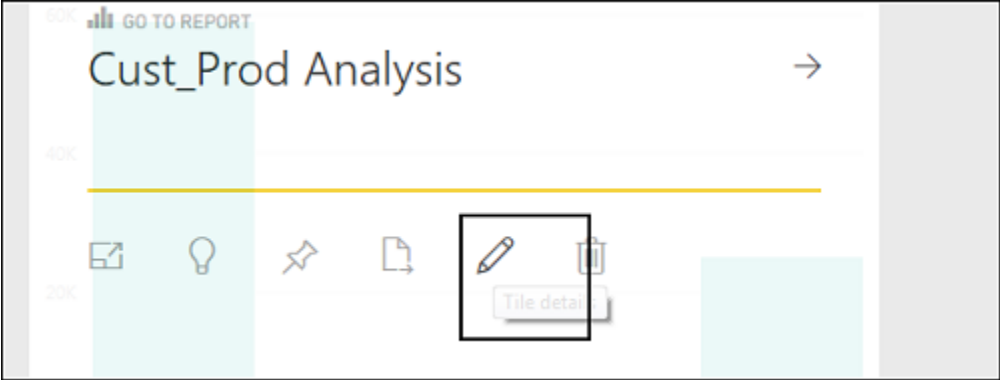 60K
GO TO REPORT
Cust_Prod Analysis
40K
20K
Tile details